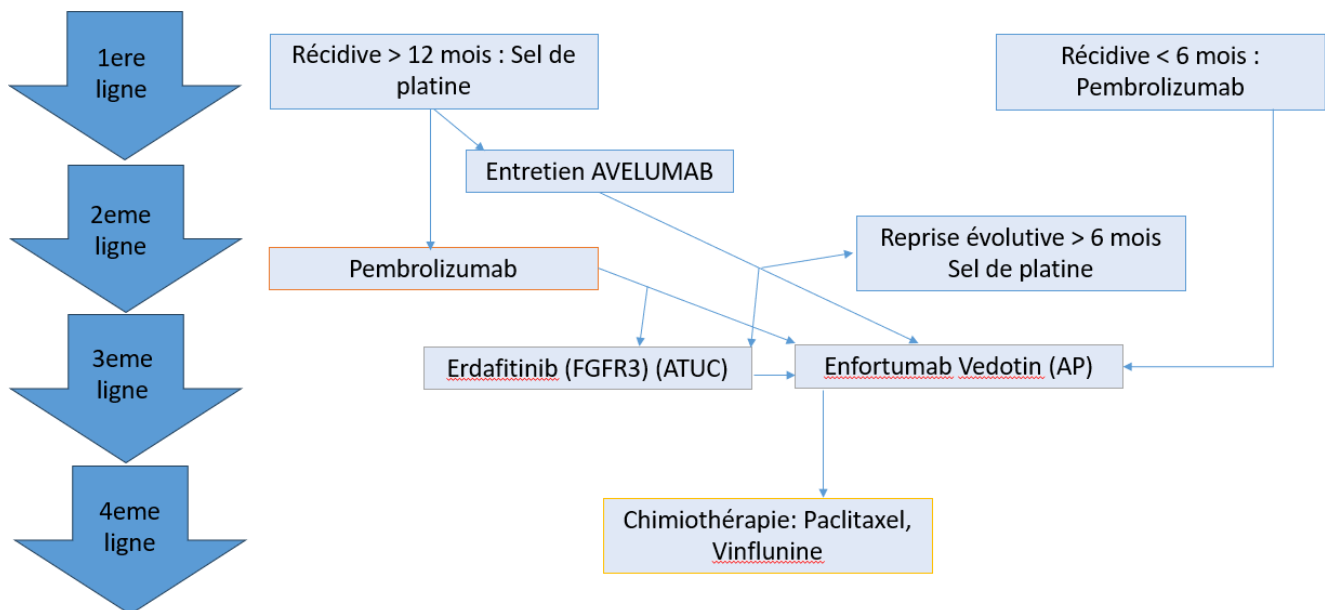 1ere
ligne
Récidive > 12 mois : Sel de
platine
Récidive < 6 mois :
Pembrolizumab
Entretien AVELUMAB
2eme
ligne
Reprise évolutive > 6 mois
Sel de platine
Pembrolizumab
3eme
ligne
Erdafitinib (FGFR3) (ATUC)
Enfortumab Vedotin (AP)
4eme
ligne
Chimiothérapie: Paclitaxel,
Vinflunine